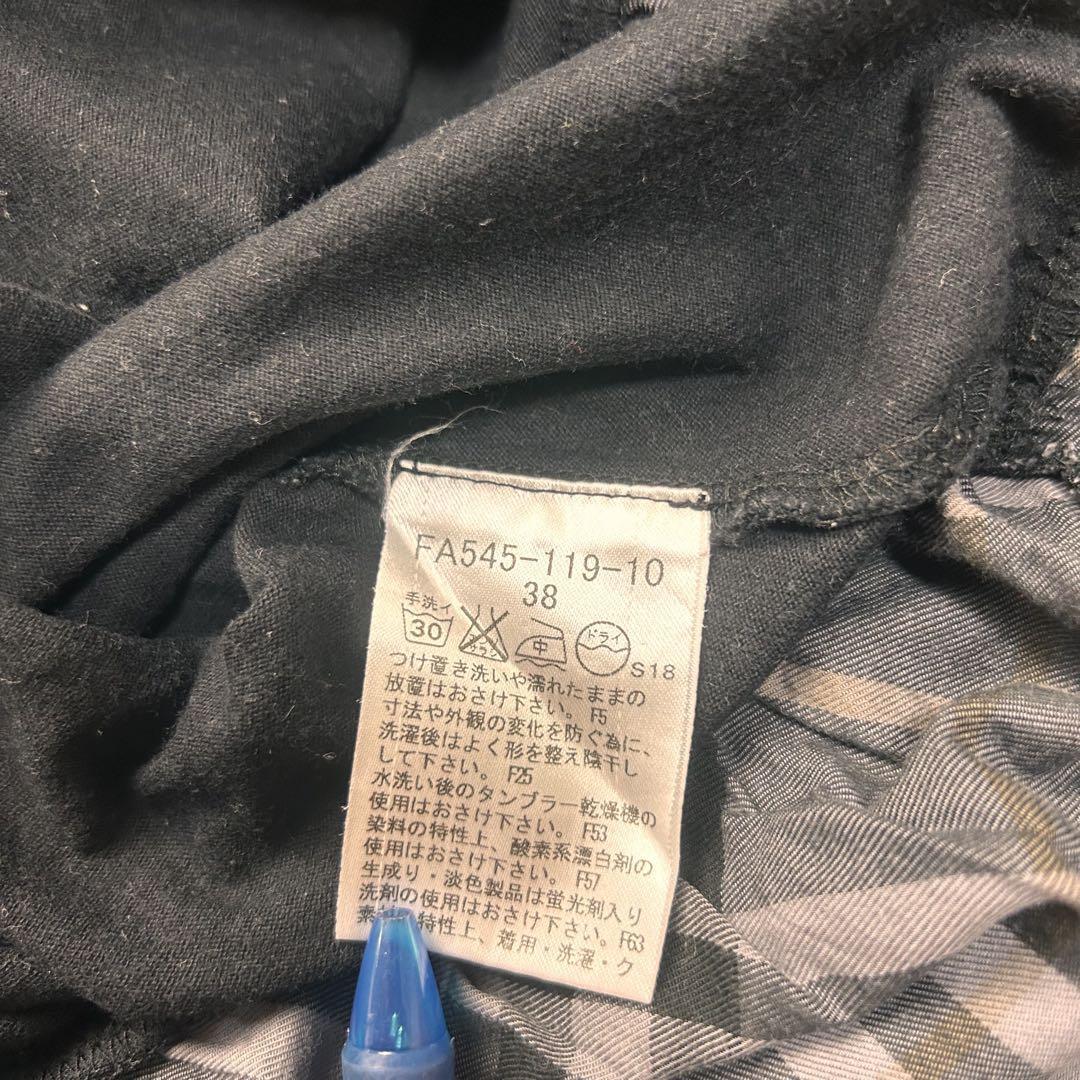 FA545-119-10
38
手洗イ
30
中
ドライ
S18
つけ置き洗いや濡れたままの
放置はおさけ下さい。 F5
寸法や外観の変化を防ぐ為に、
洗濯後はよく形を整え陰干し
して下さい。 F25
水洗い後のタンブラー乾燥機の
使用はおさけ下さい。 F53
染料の特性上、酸素系漂白剤の
使用はおさけ下さい。 F57
生成り・淡色製品は蛍光剤入り
洗剤の使用はおさけ下さい。F63
特性上、着用・洗濯・ク